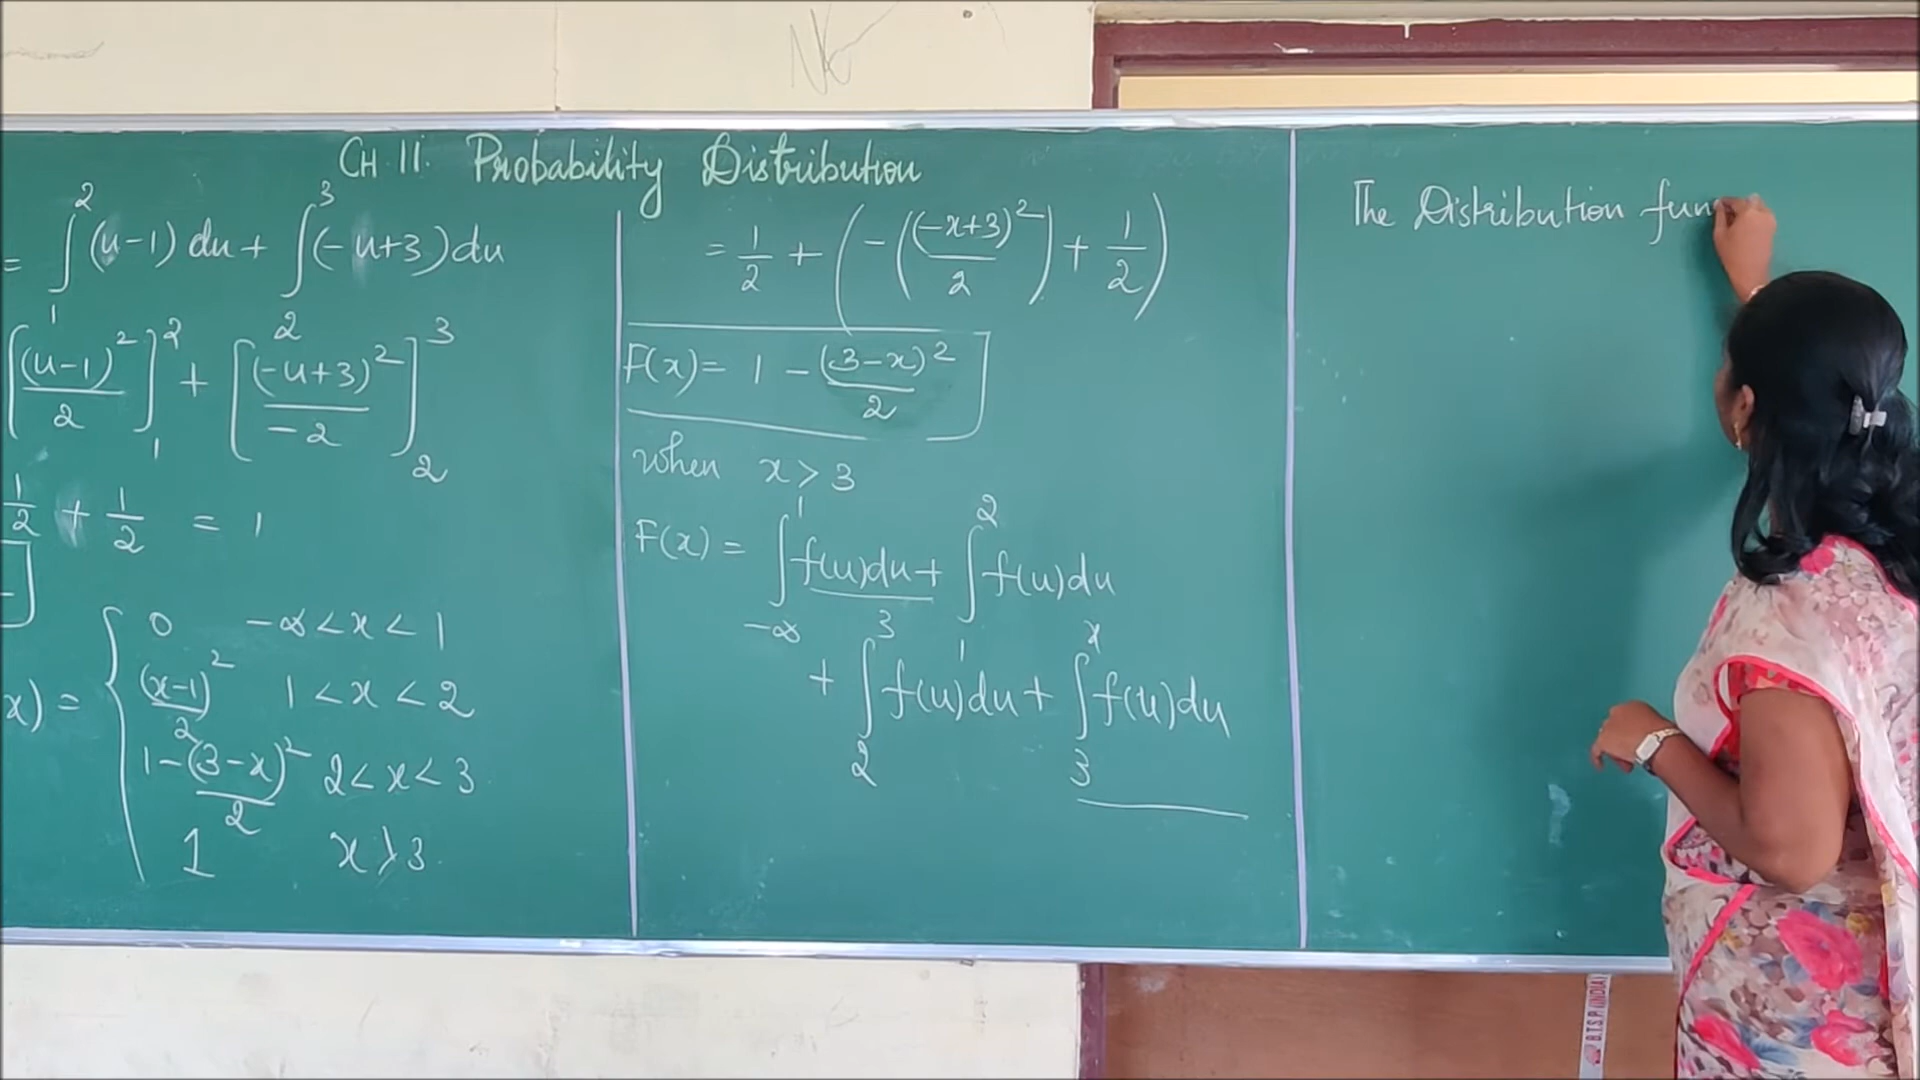 CH 11. Probability Distribution
= ∫₁² (u-1) du + ∫₂³ (-u+3) du
[(u-1)²/2]₁² + [(-u+3)²/-2]₂³
1/2 + 1/2 = 1
x) = { 0 -∞ < x < 1
(x-1)²/2 1 < x < 2
1-(3-x)²/2 2 < x < 3
1 x > 3
= 1/2 + (-((-x+3)²/2) + 1/2)
F(x) = 1 - (3-x)²/2
When x > 3
F(x) = ∫₋∞¹ f(u)du + ∫₁² f(u)du
+ ∫₂³ f(u)du + ∫₃ˣ f(u)du
The Distribution fun
B.T.S.P. (INDIA)